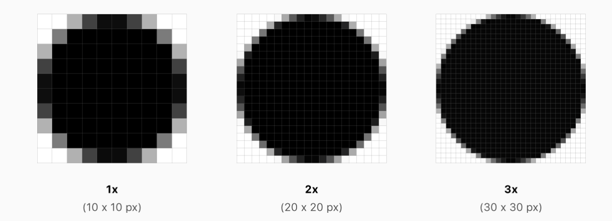 1x
(10 x 10 px)
2x
(20 x 20 px)
3x
(30 x 30 px)